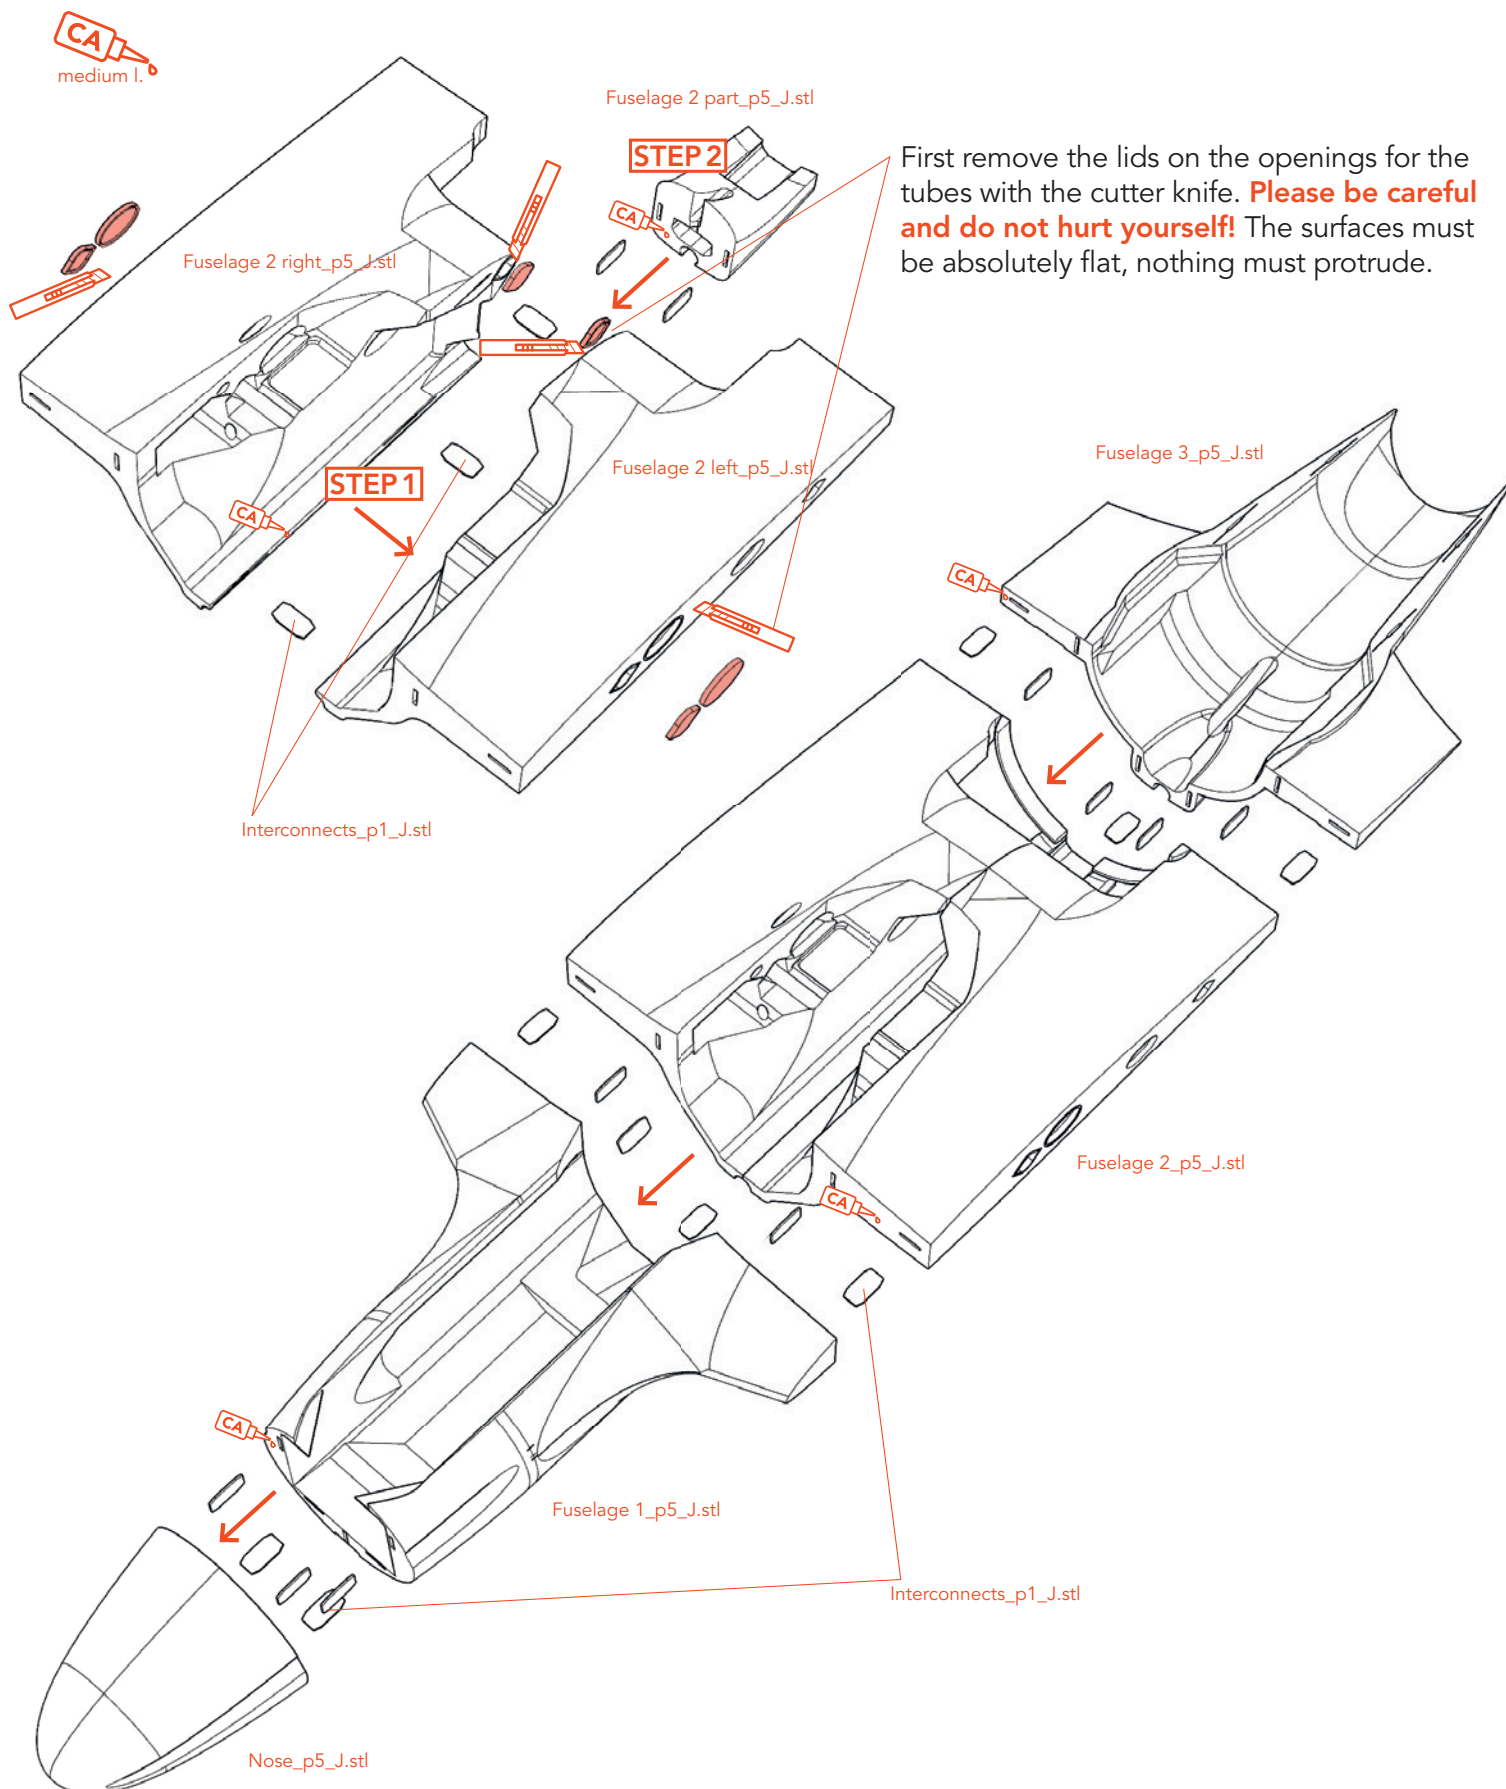 CA
medium l.
Fuselage 2 part_p5_J.stl
STEP 2
First remove the lids on the openings for the
tubes with the cutter knife. Please be careful
and do not hurt yourself! The surfaces must
be absolutely flat, nothing must protrude.
CA
Fuselage 2 right_p5_J.stl
Fuselage 2 left_p5_J.stl
STEP 1
CA
Fuselage 3_p5_J.stl
CA
Interconnects_p1_J.stl
Fuselage 2_p5_J.stl
CA
CA
Fuselage 1_p5_J.stl
Interconnects_p1_J.stl
Nose_p5_J.stl